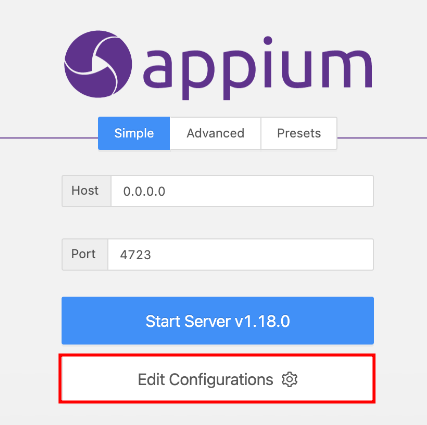 appium
Simple Advanced Presets
Host 0.0.0.0
Port 4723
Start Server v1.18.0
Edit Configurations